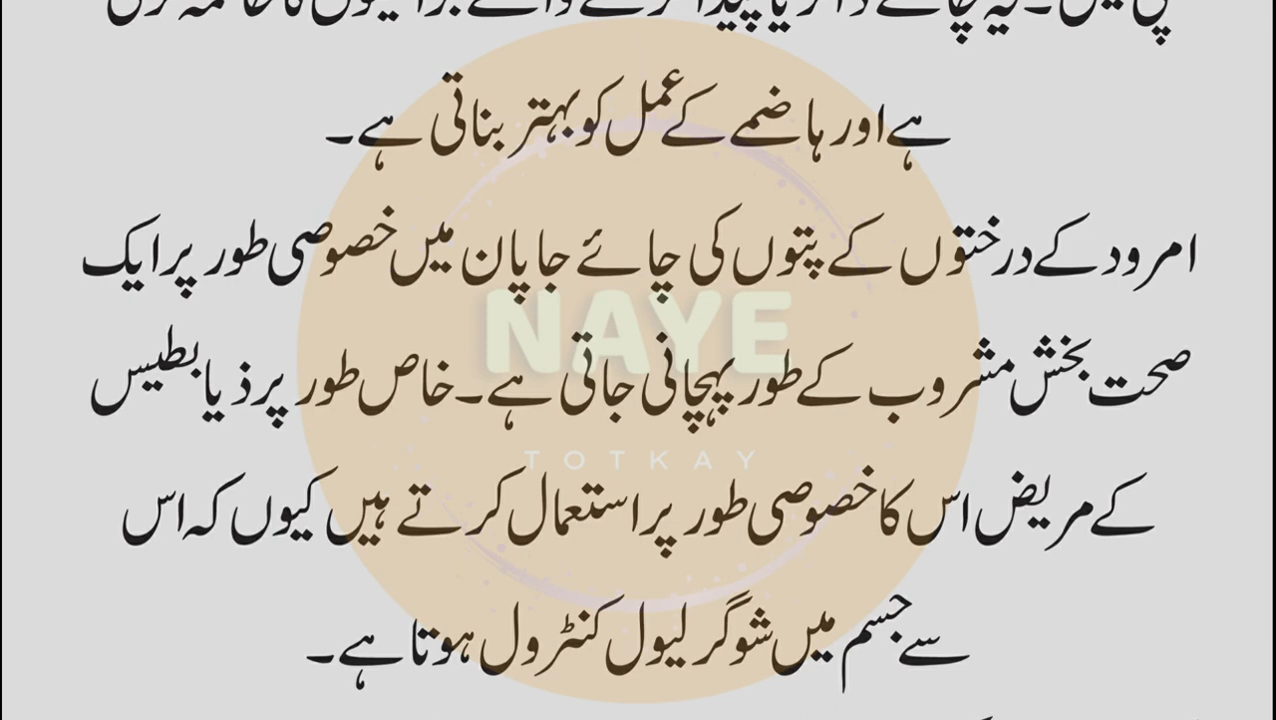 ہے اور ہاضمے کے عمل کو بہتر بناتی ہے۔
امرود کے درختوں کے پتوں کی چائے جاپان میں خصوصی طور پر ایک
NAYE
صحت بخش مشروب کے طور پہچانی جاتی ہے۔ خاص طور پر ذیابطیس
TOTKAY
کے مریض اس کا خصوصی طور پر استعمال کرتے ہیں کیوں کہ اس
سے جسم میں شوگر لیول کنٹرول ہوتا ہے۔